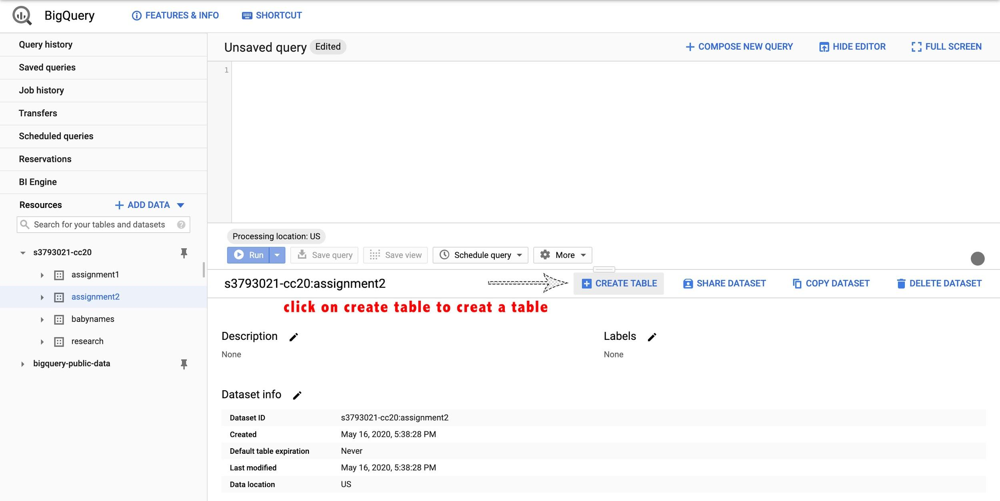 BigQuery
FEATURES & INFO
SHORTCUT
Query history
Saved queries
Job history
Transfers
Scheduled queries
Reservations
BI Engine
Resources
ADD DATA
Search for your tables and datasets
s3793021-cc20
assignment1
assignment2
babynames
research
bigquery-public-data
Unsaved query Edited
COMPOSE NEW QUERY
HIDE EDITOR
FULL SCREEN
1
Processing location: US
Run
Save query
Save view
Schedule query
More
s3793021-cc20:assignment2
CREATE TABLE
SHARE DATASET
COPY DATASET
DELETE DATASET
click on create table to creat a table
Description
None
Labels
None
Dataset info
Dataset ID s3793021-cc20:assignment2
Created May 16, 2020, 5:38:28 PM
Default table expiration Never
Last modified May 16, 2020, 5:38:28 PM
Data location US